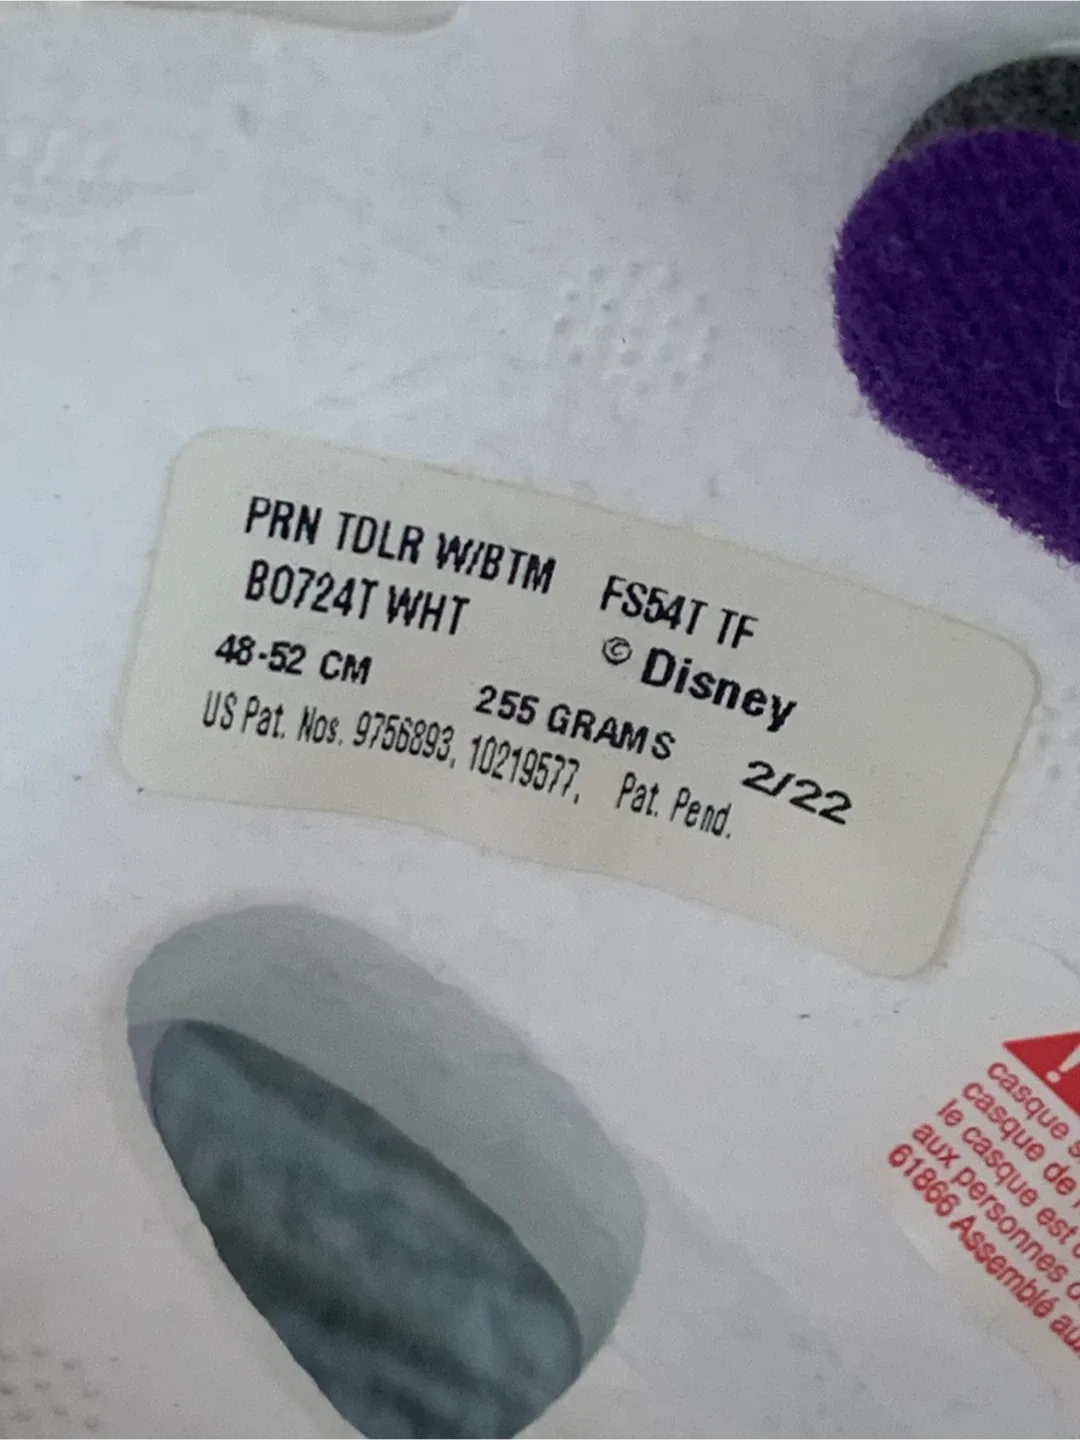 PRN TDLR W/BTM FS54T TF
B0724T WHT © Disney
48-52 CM 255 GRAMS 2/22
US Pat. Nos. 9756893, 10219577, Pat. Pend.
casque
casque de
le casque est
aux personnes
61866 Assemblé